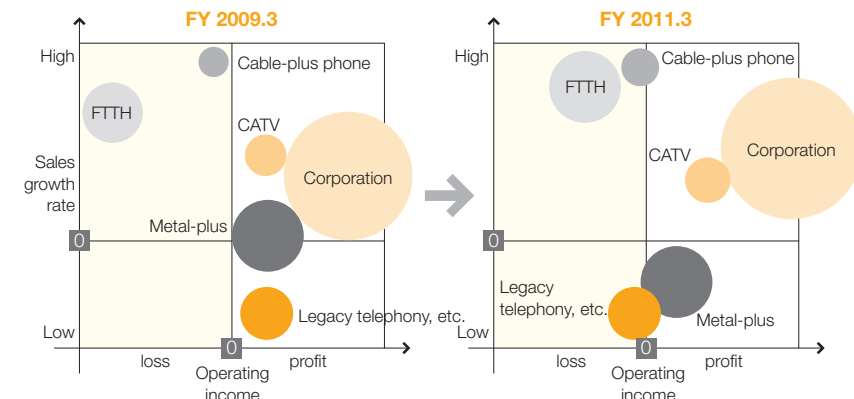 FY 2009.3
High
Cable-plus phone
FTTH
CATV
Sales
growth
rate
Corporation
Metal-plus
0
Legacy telephony, etc.
Low
0
loss
profit
Operating
income
FY 2011.3
High
Cable-plus phone
FTTH
CATV
Corporation
0
Legacy
telephony, etc.
Metal-plus
Low
0
loss
profit
Operating
income